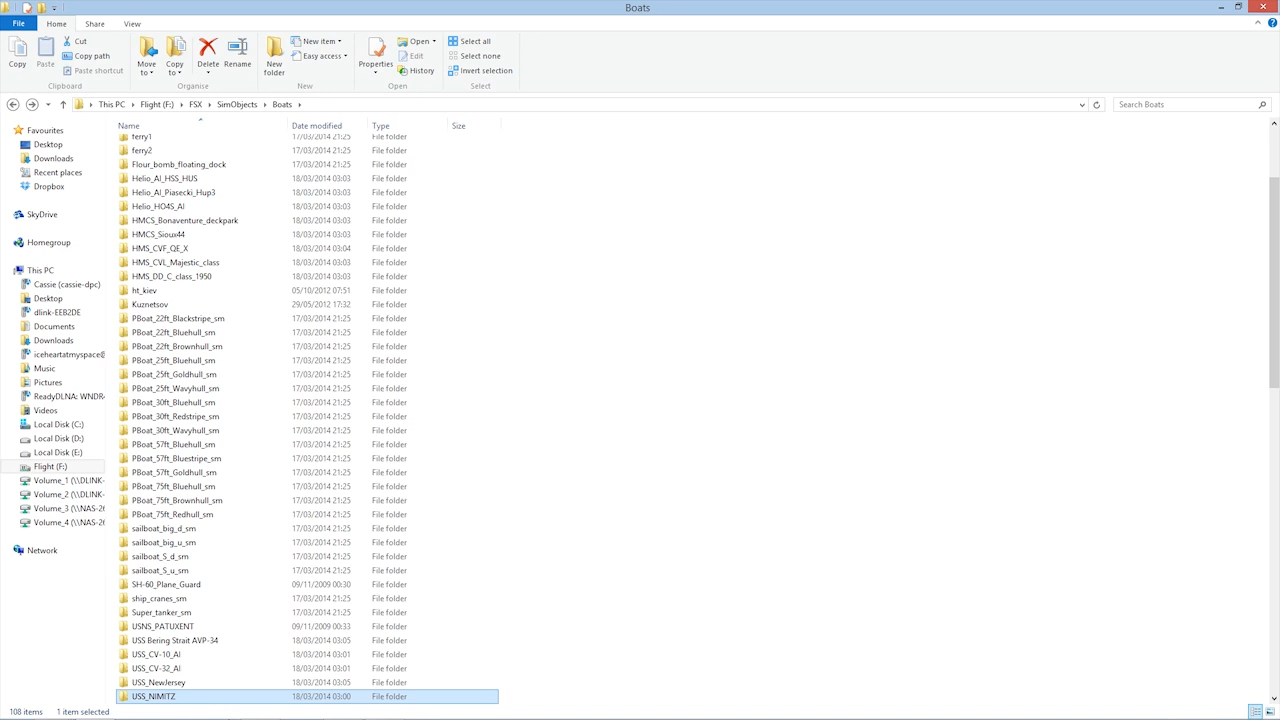 Boats
File Home Share View
Copy Paste Cut Copy path Paste shortcut Clipboard
Move to Copy to Delete Rename Organise
New folder New item Easy access New
Properties Open Edit History Open
Select all Select none Invert selection Select
This PC Flight (F:) FSX SimObjects Boats Search Boats
Favourites
Desktop
Downloads
Recent places
Dropbox
SkyDrive
Homegroup
This PC
Cassie (cassie-dpc)
Desktop
dlink-EEB2DE
Documents
Downloads
iceheartatmyspace@
Music
Pictures
ReadyDLNA: WNDR4
Videos
Local Disk (C:)
Local Disk (D:)
Local Disk (E:)
Flight (F:)
Volume_1 (\\DLINK-
Volume_2 (\\DLINK-
Volume_3 (\\NAS-26
Volume_4 (\\NAS-26
Network
Name Date modified Type Size
ferry1 17/03/2014 21:25 File folder
ferry2 17/03/2014 21:25 File folder
Flour_bomb_floating_dock 17/03/2014 21:25 File folder
Helio_AI_HSS_HUS 18/03/2014 03:03 File folder
Helio_AI_Piasecki_Hup3 18/03/2014 03:03 File folder
Helio_HO4S_AI 18/03/2014 03:03 File folder
HMCS_Bonaventure_deckpark 18/03/2014 03:03 File folder
HMCS_Sioux44 18/03/2014 03:03 File folder
HMS_CVF_QE_X 18/03/2014 03:04 File folder
HMS_CVL_Majestic_class 18/03/2014 03:03 File folder
HMS_DD_C_class_1950 18/03/2014 03:03 File folder
ht_kiev 05/10/2012 07:51 File folder
Kuznetsov 29/05/2012 17:32 File folder
PBoat_22ft_Blackstripe_sm 17/03/2014 21:25 File folder
PBoat_22ft_Bluehull_sm 17/03/2014 21:25 File folder
PBoat_22ft_Brownhull_sm 17/03/2014 21:25 File folder
PBoat_25ft_Bluehull_sm 17/03/2014 21:25 File folder
PBoat_25ft_Goldhull_sm 17/03/2014 21:25 File folder
PBoat_25ft_Wavyhull_sm 17/03/2014 21:25 File folder
PBoat_30ft_Bluehull_sm 17/03/2014 21:25 File folder
PBoat_30ft_Redstripe_sm 17/03/2014 21:25 File folder
PBoat_30ft_Wavyhull_sm 17/03/2014 21:25 File folder
PBoat_57ft_Bluehull_sm 17/03/2014 21:25 File folder
PBoat_57ft_Bluestripe_sm 17/03/2014 21:25 File folder
PBoat_57ft_Goldhull_sm 17/03/2014 21:25 File folder
PBoat_75ft_Bluehull_sm 17/03/2014 21:25 File folder
PBoat_75ft_Brownhull_sm 17/03/2014 21:25 File folder
PBoat_75ft_Redhull_sm 17/03/2014 21:25 File folder
sailboat_big_d_sm 17/03/2014 21:25 File folder
sailboat_big_u_sm 17/03/2014 21:25 File folder
sailboat_S_d_sm 17/03/2014 21:25 File folder
sailboat_S_u_sm 17/03/2014 21:25 File folder
SH-60_Plane_Guard 09/11/2009 00:30 File folder
ship_cranes_sm 17/03/2014 21:25 File folder
Super_tanker_sm 17/03/2014 21:25 File folder
USNS_PATUXENT 09/11/2009 00:33 File folder
USS Bering Strait AVP-34 18/03/2014 03:05 File folder
USS_CV-10_AI 18/03/2014 03:01 File folder
USS_CV-32_AI 18/03/2014 03:01 File folder
USS_NewJersey 18/03/2014 03:05 File folder
USS_NIMITZ 18/03/2014 03:00 File folder
108 items 1 item selected